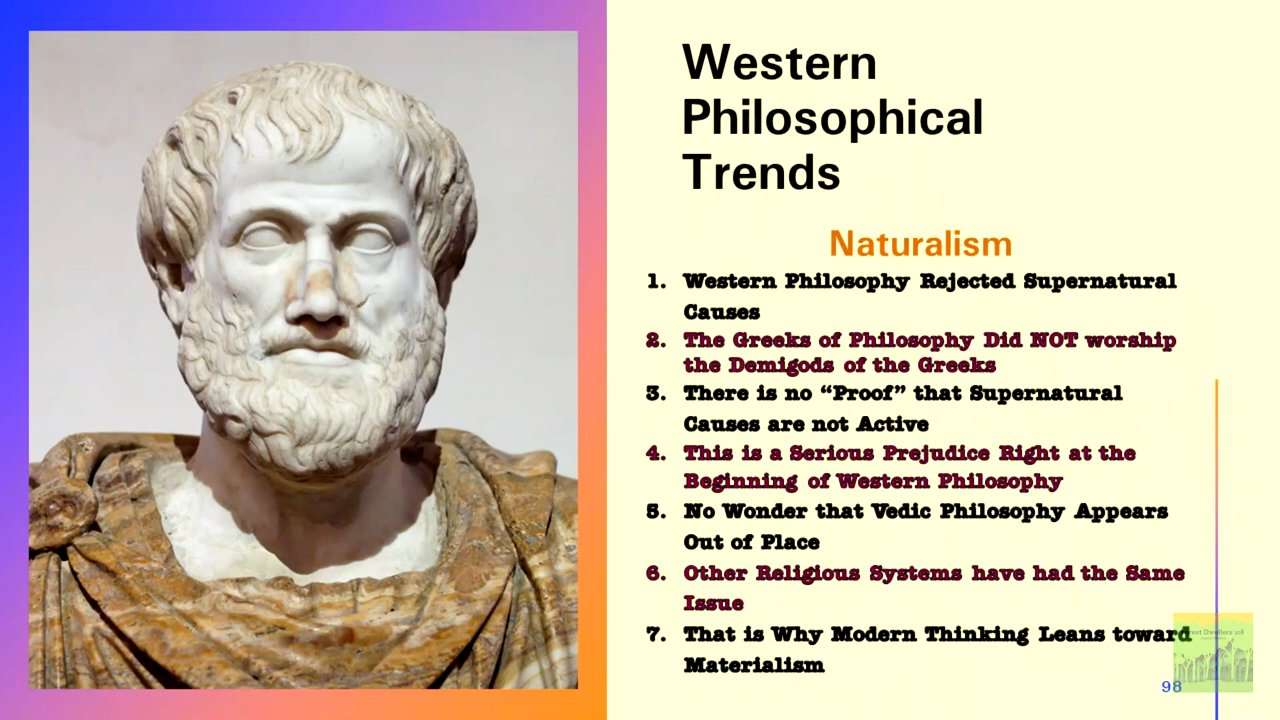 Western
Philosophical
Trends
Naturalism
1. Western Philosophy Rejected Supernatural
Causes
2. The Greeks of Philosophy Did NOT worship
the Demigods of the Greeks
3. There is no “Proof” that Supernatural
Causes are not Active
4. This is a Serious Prejudice Right at the
Beginning of Western Philosophy
5. No Wonder that Vedic Philosophy Appears
Out of Place
6. Other Religious Systems have had the Same
Issue
7. That is Why Modern Thinking Leans toward
Materialism
98